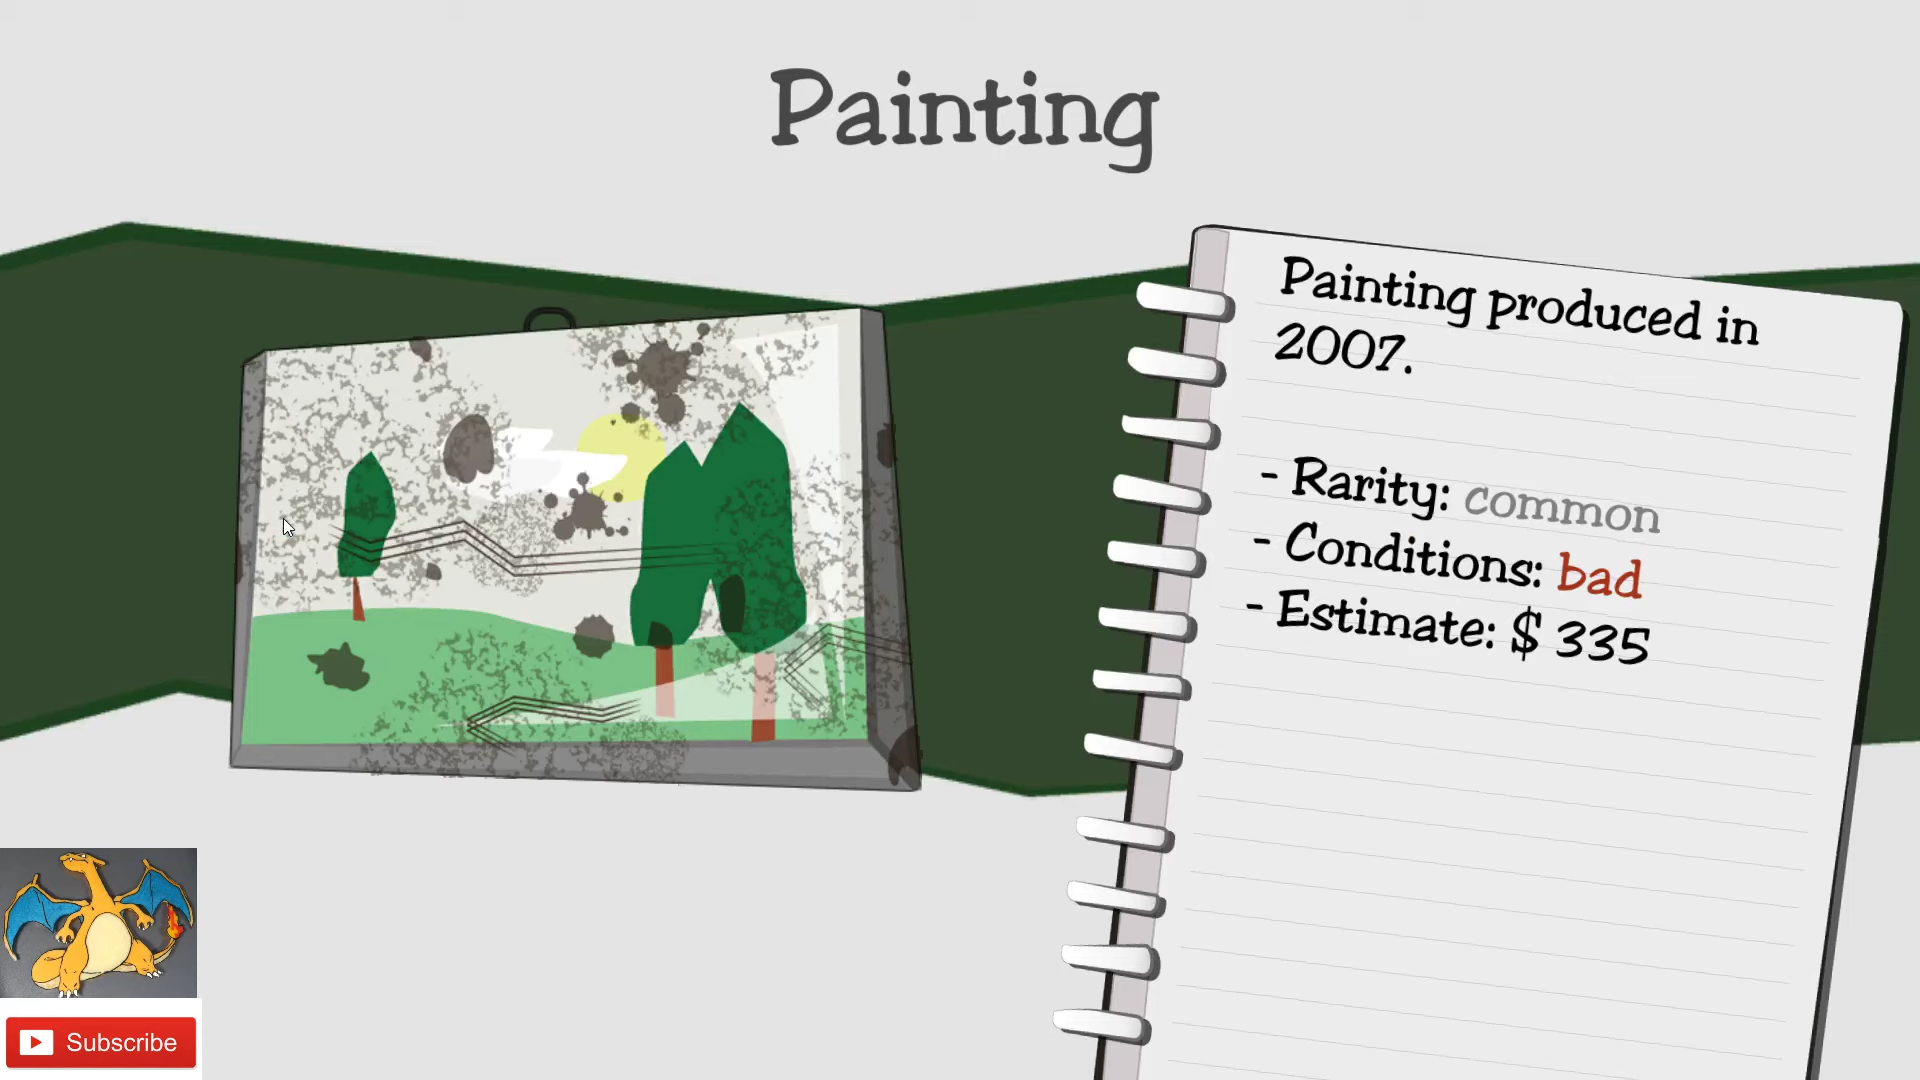 Painting
Painting produced in
2007.
- Rarity: common
- Conditions: bad
- Estimate: $ 335
Subscribe